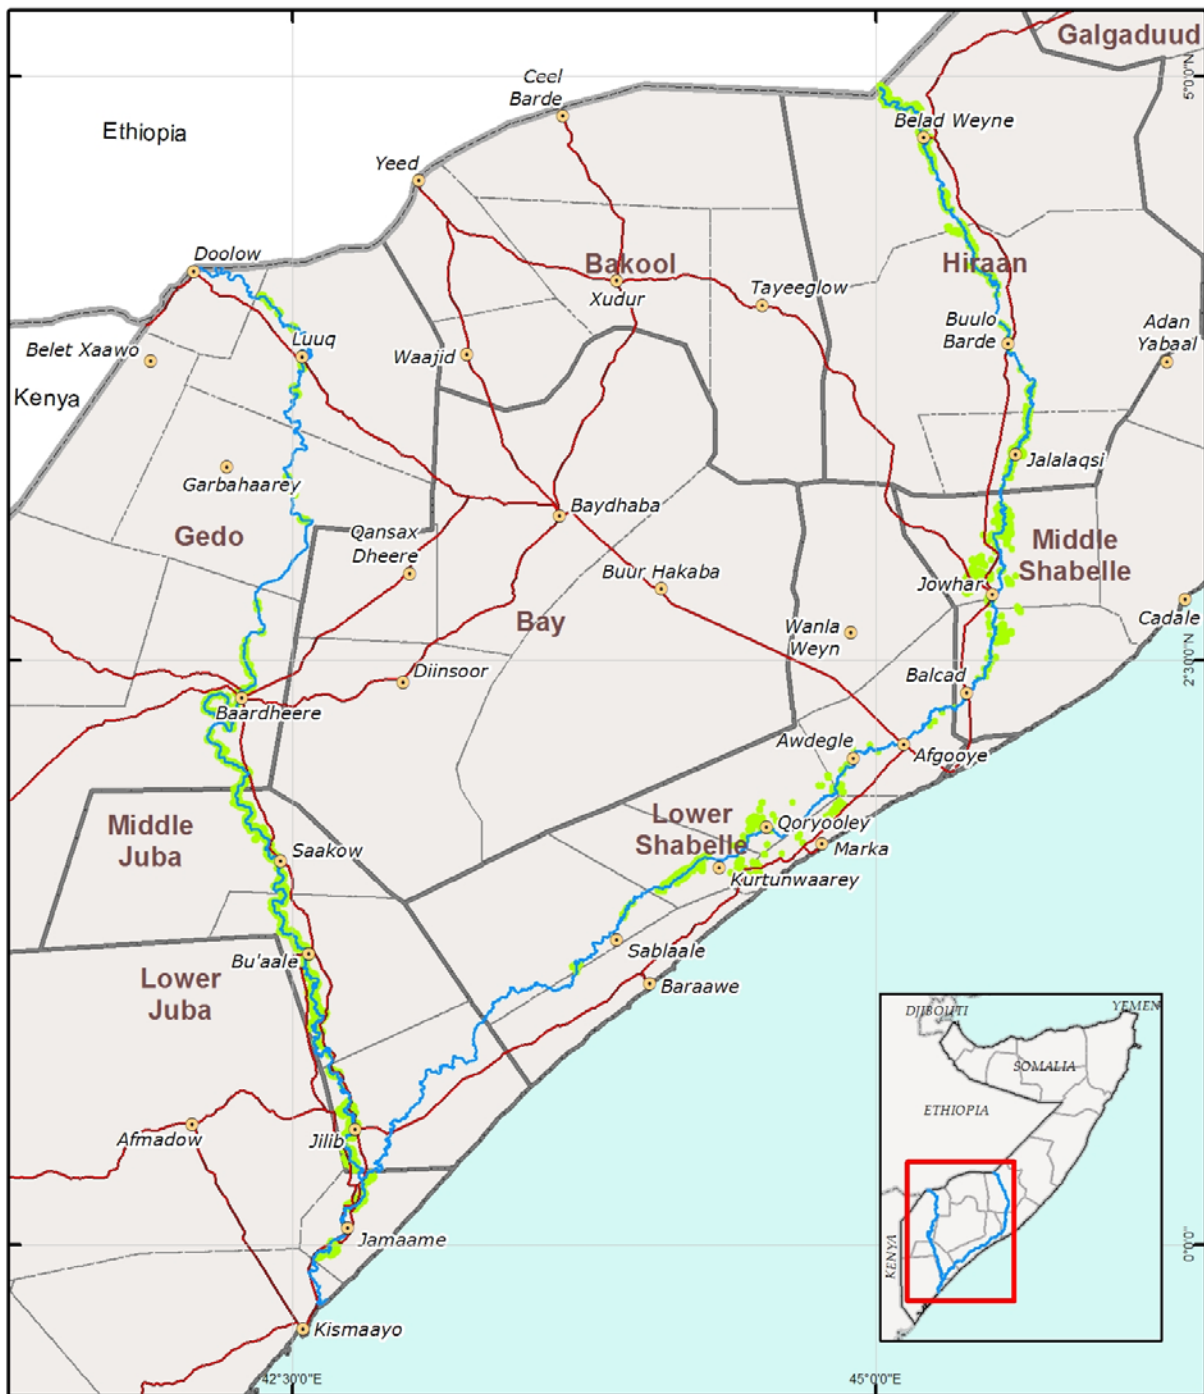 Galgaduud
5°0'0"N
Ceel
Barde
Ethiopia
Belad Weyne
Yeed
Doolow
Bakool
Hiraan
Xudur
Tayeeglow
Buulo
Barde
Adan
Yabaal
Luuq
Belet Xaawo
Waajid
Kenya
Jalalaqsi
Garbahaarey
Baydhaba
Gedo
Qansax
Dheere
Middle
Shabelle
Buur Hakaba
Jowhar
Bay
Wanla
Weyn
Cadale
2°30'0"N
Diinsoor
Balcad
Baardheere
Awdegle
Afgooye
Middle
Juba
Lower
Shabelle
Qoryooley
Marka
Saakow
Kurtunwaarey
Bu'aale
Sablaale
Lower
Juba
Baraawe
DJIBOUTI
YEMEN
SOMALIA
ETHIOPIA
Afmadow
Jilib
KENYA
Jamaame
0°0'0"
Kismaayo
42°30'0"E
45°0'0"E